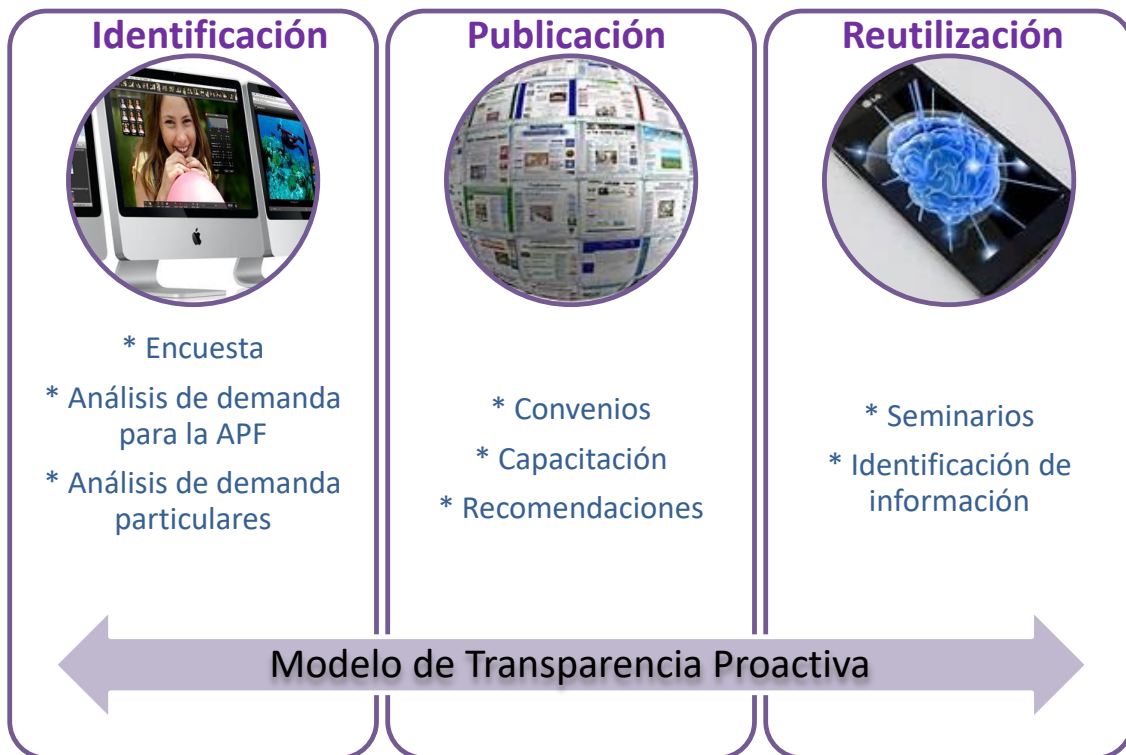 Identificación
* Encuesta
* Análisis de demanda
para la APF
* Análisis de demanda
particulares
Publicación
* Convenios
* Capacitación
* Recomendaciones
Reutilización
LG
* Seminarios
* Identificación de
información
Modelo de Transparencia Proactiva